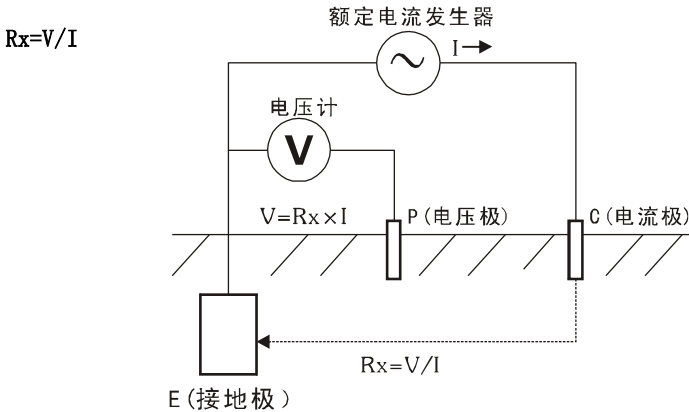 额定电流发生器
Rx=V/I
I
电压计
V
V=Rx×I
P(电压极)
C(电流极)
Rx=V/I
E(接地极)